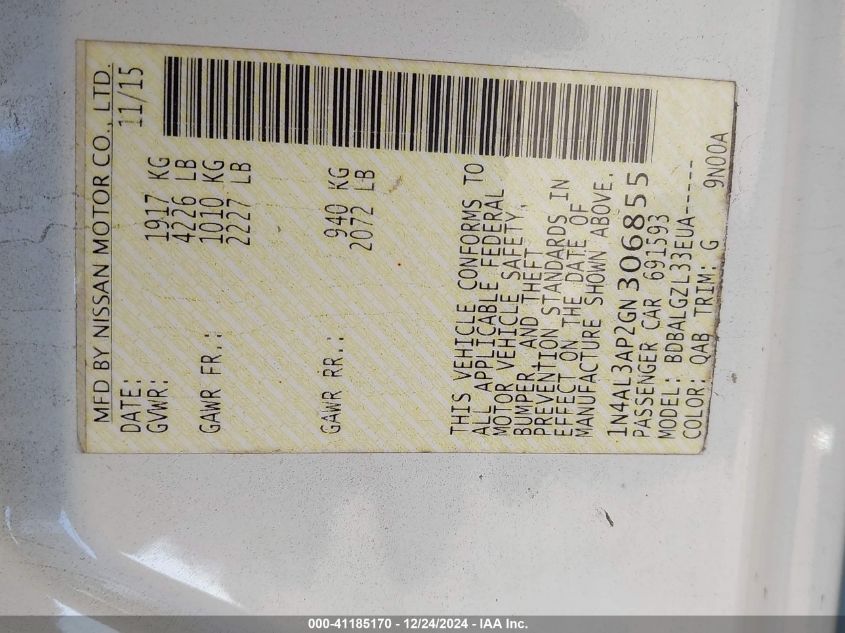 MFD BY NISSAN MOTOR CO., LTD.
DATE: 11/15
GVWR: 1917 KG
4226 LB
GAWR FR.: 1010 KG
2227 LB
GAWR RR.: 940 KG
2072 LB
THIS VEHICLE CONFORMS TO
ALL APPLICABLE FEDERAL
MOTOR VEHICLE SAFETY,
BUMPER, AND THEFT
PREVENTION STANDARDS IN
EFFECT ON THE DATE OF
MANUFACTURE SHOWN ABOVE.
1N4AL3AP2GN306855
PASSENGER CAR 691593
MODEL: BDBALGZL33EUA-----
COLOR: QAB TRIM: G 9N00A
000-41185170 - 12/24/2024 - IAA Inc.